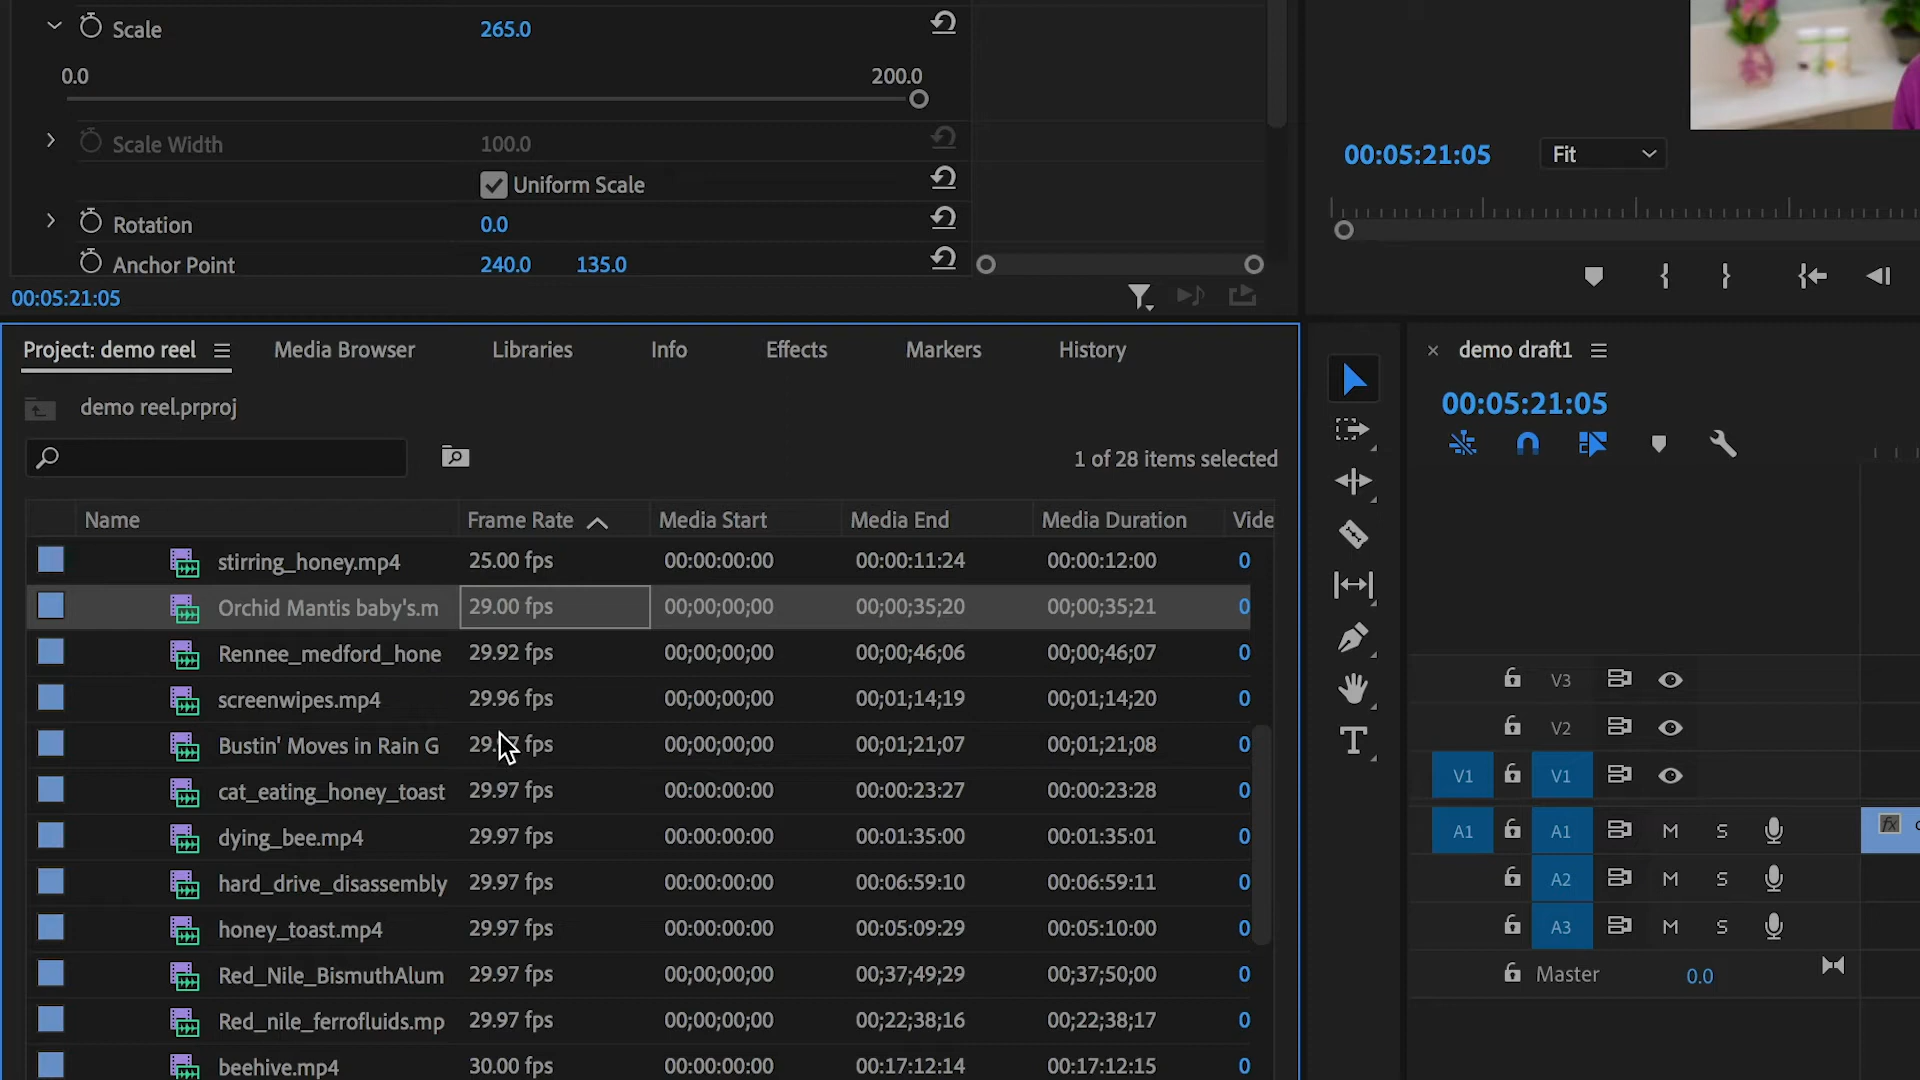 Scale 265.0
0.0 200.0
Scale Width 100.0
Uniform Scale
Rotation 0.0
Anchor Point 240.0 135.0
00:05:21:05
00:05:21:05 Fit
Project: demo reel Media Browser Libraries Info Effects Markers History
demo reel.prproj
1 of 28 items selected
Name Frame Rate Media Start Media End Media Duration Vide
stirring_honey.mp4 25.00 fps 00:00:00:00 00:00:11:24 00:00:12:00 0
Orchid Mantis baby's.m 29.00 fps 00;00;00;00 00;00;35;20 00;00;35;21 0
Rennee_medford_hone 29.92 fps 00;00;00;00 00;00;46;06 00;00;46;07 0
screenwipes.mp4 29.96 fps 00;00;00;00 00;01;14;19 00;01;14;20 0
Bustin' Moves in Rain G fps 00;00;00;00 00;01;21;07 00;01;21;08 0
cat_eating_honey_toast 29.97 fps 00:00:00:00 00:00:23:27 00:00:23:28 0
dying_bee.mp4 29.97 fps 00:00:00:00 00:01:35:00 00:01:35:01 0
hard_drive_disassembly 29.97 fps 00:00:00:00 00:06:59:10 00:06:59:11 0
honey_toast.mp4 29.97 fps 00:00:00:00 00:05:09:29 00:05:10:00 0
Red_Nile_BismuthAlum 29.97 fps 00;00;00;00 00;37;49;29 00;37;50;00 0
Red_nile_ferrofluids.mp 29.97 fps 00;00;00;00 00;22;38;16 00;22;38;17 0
beehive.mp4 30.00 fps 00:00:00:00 00:17:12:14 00:17:12:15 0
T
× demo draft1
00:05:21:05
V3
V2
V1 V1
A1 A1 M S fx
A2 M S
A3 M S
Master 0.0